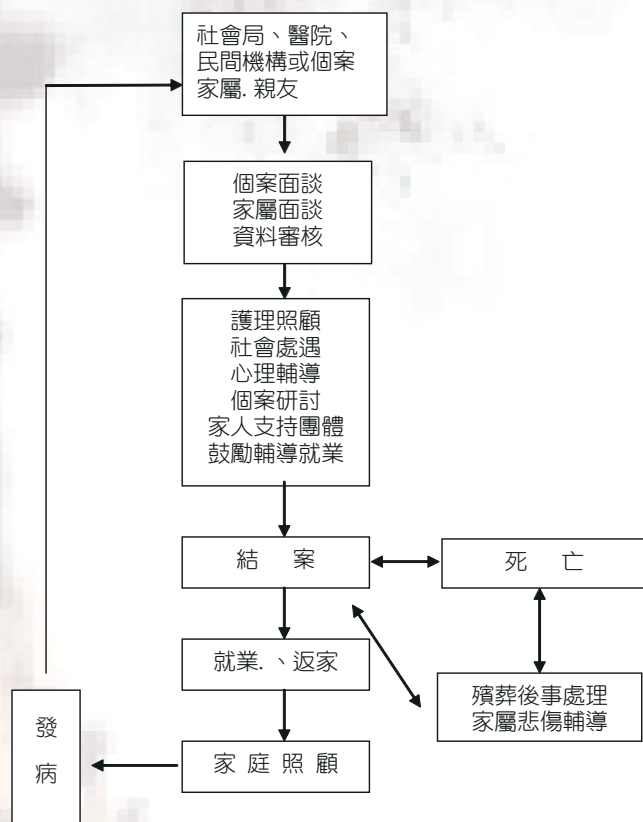 社會局、醫院、
民間機構或個案
家屬. 親友
個案面談
家屬面談
資料審核
護理照顧
社會處遇
心理輔導
個案研討
家人支持團體
鼓勵輔導就業
結 案
死 亡
就業. 、返家
殯葬後事處理
家屬悲傷輔導
發
病
家 庭 照 顧